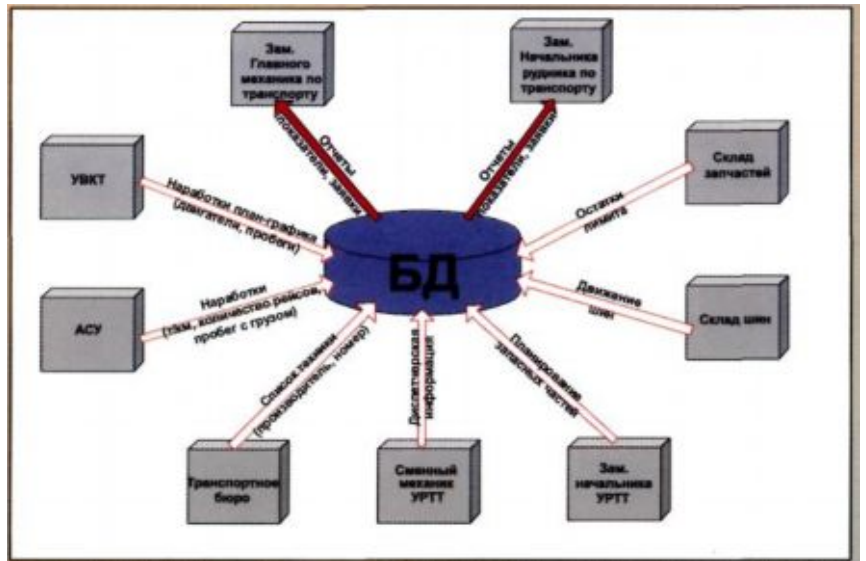 Зам.
Главного
механика по
транспорту
Зам.
Начальника
рудника по
транспорту
УВКТ
Отчеты
показатели, заявки
Отчеты
показатели, заявки
Склад
запчастей
Наработки план-графика
(двигатели, пробеги)
Остатки
лимита
БД
АСУ
Наработки
(ткм, количество рейсов,
пробег с грузом)
Движение
шин
Склад шин
Список техники
(производитель, номер)
Диспетчерская
информация
Планирование
запасных частей
Транспортное
бюро
Сменный
механик
УРТТ
Зам.
начальника
УРТТ